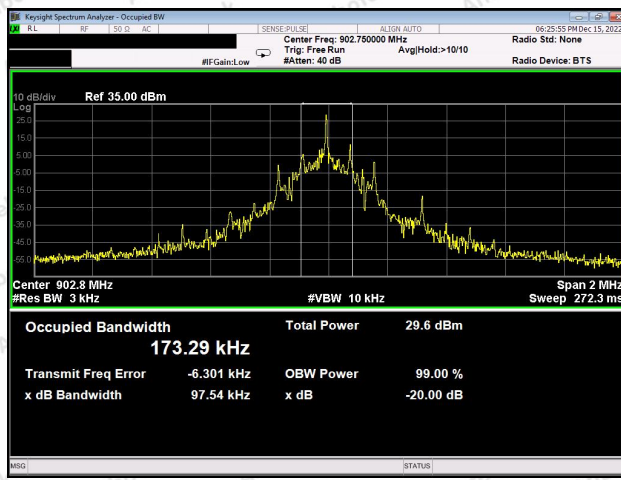 Keysight Spectrum Analyzer - Occupied BW
RL RF 50 Ω AC SENSE:PULSE ALIGN AUTO 06:25:55 PM Dec 15, 2022
Center Freq: 902.750000 MHz Radio Std: None
Trig: Free Run Avg|Hold:>10/10
#IFGain:Low #Atten: 40 dB Radio Device: BTS
10 dB/div Ref 35.00 dBm
Log
25.0
15.0
5.00
-5.00
-15.0
-25.0
-35.0
-45.0
-55.0
Center 902.8 MHz Span 2 MHz
#Res BW 3 kHz #VBW 10 kHz Sweep 272.3 ms
Occupied Bandwidth Total Power 29.6 dBm
173.29 kHz
Transmit Freq Error -6.301 kHz OBW Power 99.00 %
x dB Bandwidth 97.54 kHz x dB -20.00 dB
MSG STATUS